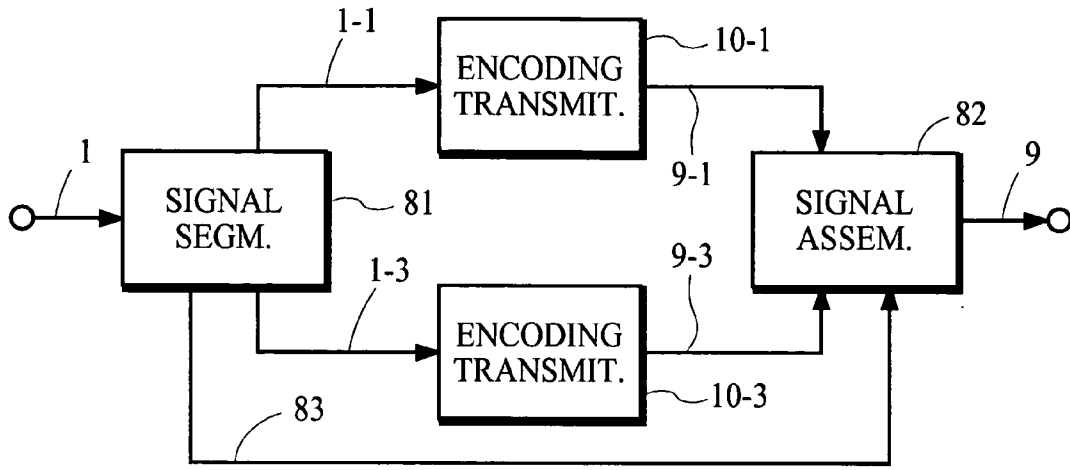 1-1
ENCODING
TRANSMIT.
10-1
1
SIGNAL
SEGM.
81
9-1
82
SIGNAL
ASSEM.
9
1-3
9-3
ENCODING
TRANSMIT.
10-3
83